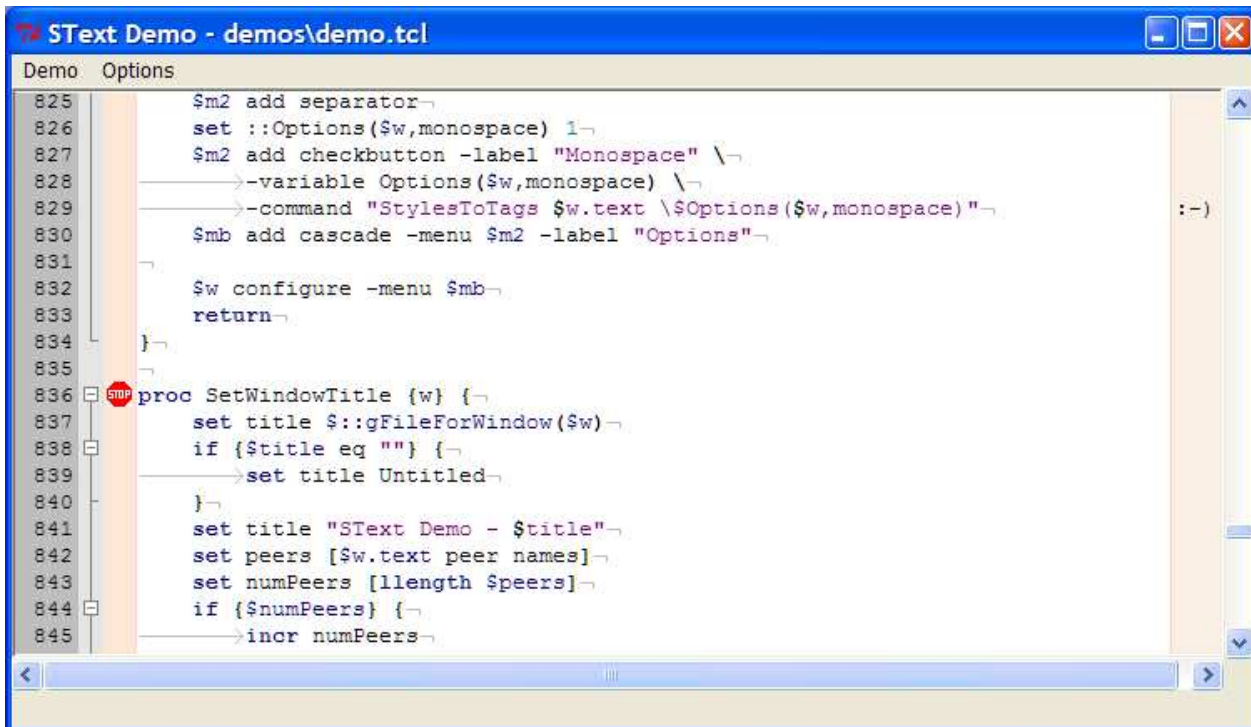 SText Demo - demos\demo.tcl
Demo Options
825 $m2 add separator¬
826 set ::Options($w,monospace) 1¬
827 $m2 add checkbutton -label "Monospace" \¬
828 -variable Options($w,monospace) \¬
829 -command "StylesToTags $w.text \$Options($w,monospace)"¬ :-)
830 $mb add cascade -menu $m2 -label "Options"¬
831 ¬
832 $w configure -menu $mb¬
833 return¬
834 }¬
835 ¬
836 STOP proc SetWindowTitle {w} {¬
837 set title $::gFileForWindow($w)¬
838 if {$title eq ""} {¬
839 set title Untitled¬
840 }¬
841 set title "SText Demo - $title"¬
842 set peers [$w.text peer names]¬
843 set numPeers [llength $peers]¬
844 if {$numPeers} {¬
845 incr numPeers¬